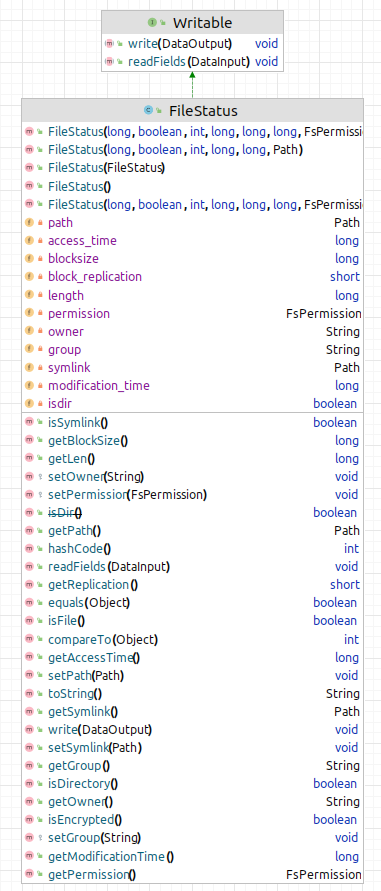 Writable
write(DataOutput) void
readFields(DataInput) void
FileStatus
FileStatus(long, boolean, int, long, long, long, FsPermissio
FileStatus(long, boolean, int, long, long, Path)
FileStatus(FileStatus)
FileStatus()
FileStatus(long, boolean, int, long, long, long, FsPermissio
path Path
access_time long
blocksize long
block_replication short
length long
permission FsPermission
owner String
group String
symlink Path
modification_time long
isdir boolean
isSymlink() boolean
getBlockSize() long
getLen() long
setOwner(String) void
setPermission(FsPermission) void
isDir() boolean
getPath() Path
hashCode() int
readFields(DataInput) void
getReplication() short
equals(Object) boolean
isFile() boolean
compareTo(Object) int
getAccessTime() long
setPath(Path) void
toString() String
getSymlink() Path
write(DataOutput) void
setSymlink(Path) void
getGroup() String
isDirectory() boolean
getOwner() String
isEncrypted() boolean
setGroup(String) void
getModificationTime() long
getPermission() FsPermission